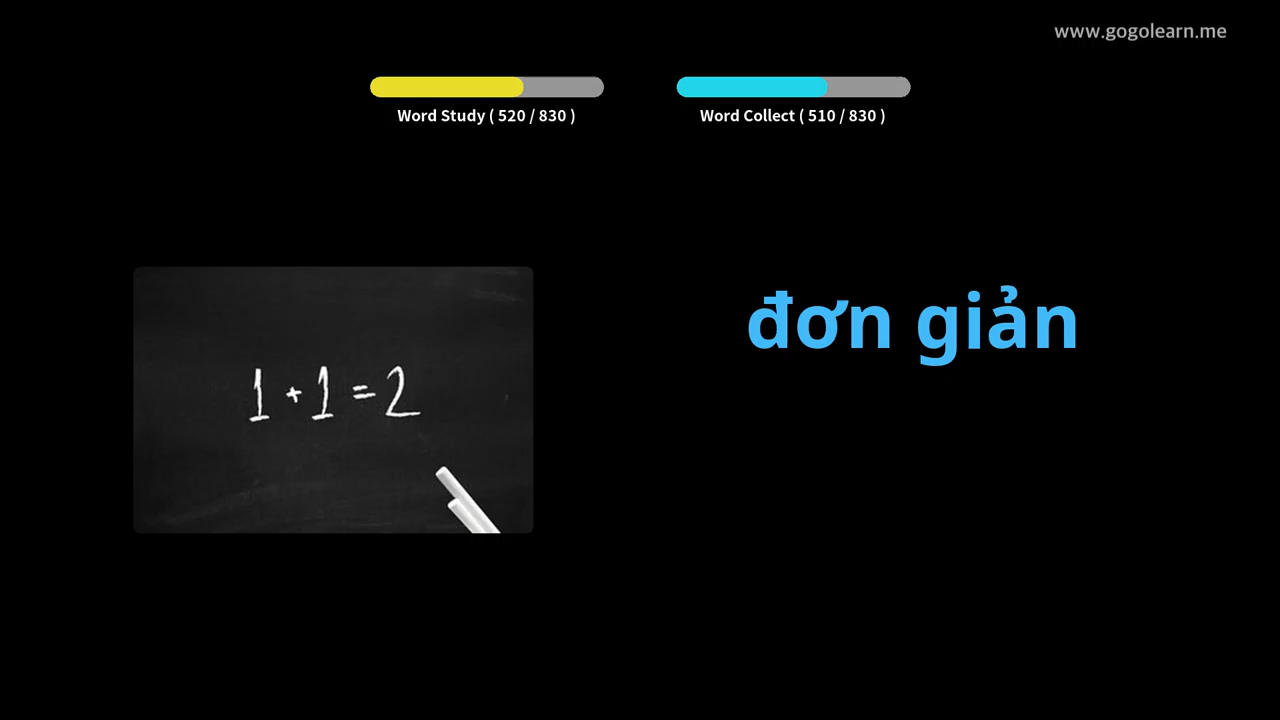 www.gogolearn.me
Word Study ( 520 / 830 )
Word Collect ( 510 / 830 )
đơn giản
1 + 1 = 2